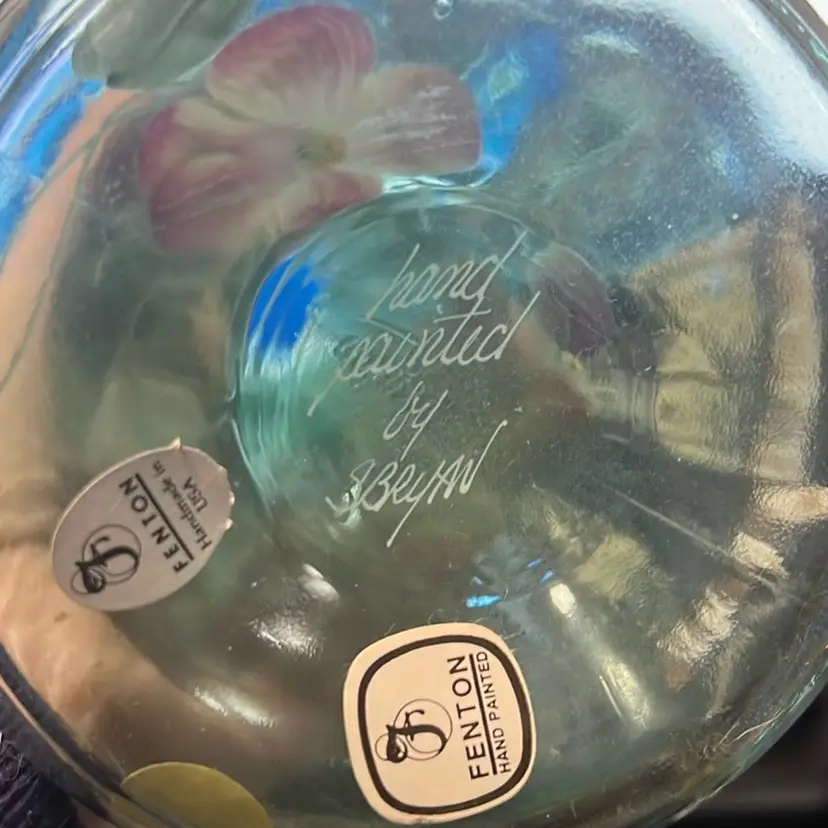 hand
painted
by
S. BRYAN
FENTON
Handmade in
USA
FENTON
HAND PAINTED